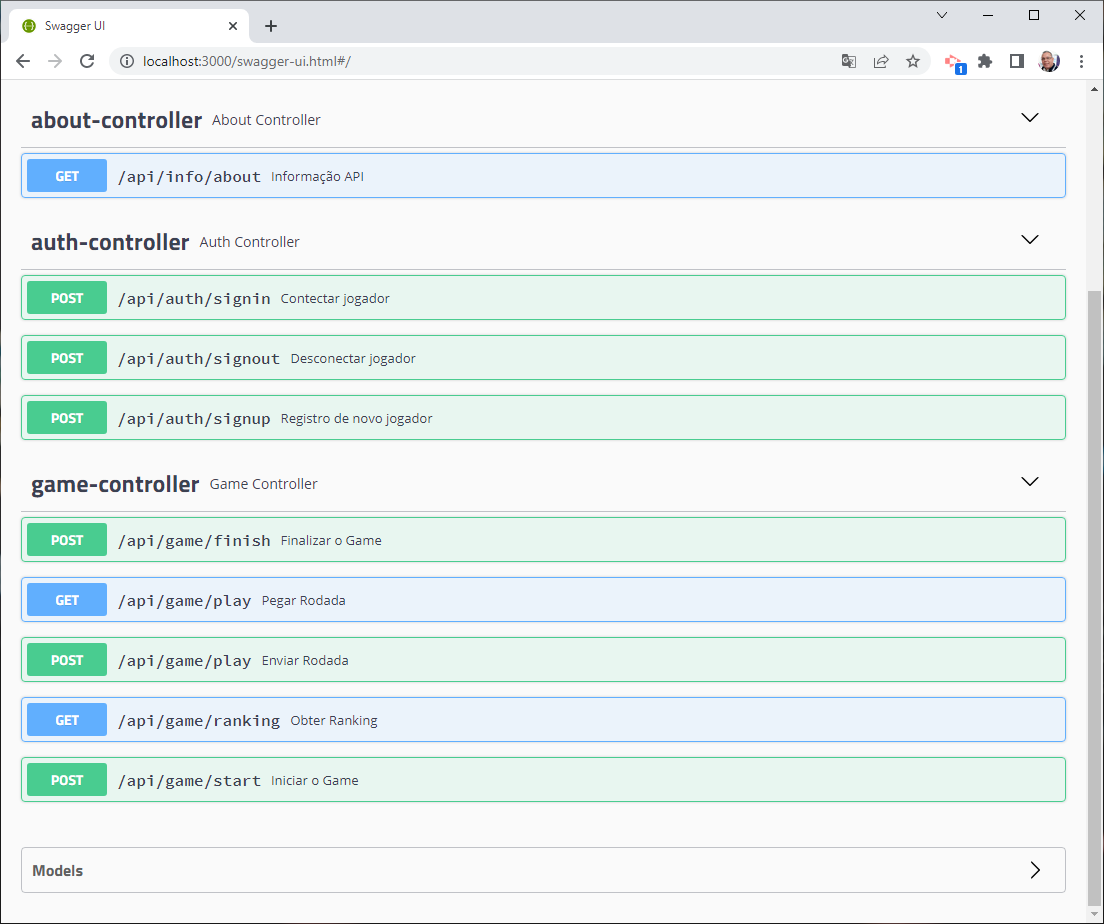 Swagger UI
localhost:3000/swagger-ui.html#/
1
about-controller About Controller
GET /api/info/about Informação API
auth-controller Auth Controller
POST /api/auth/signin Contectar jogador
POST /api/auth/signout Desconectar jogador
POST /api/auth/signup Registro de novo jogador
game-controller Game Controller
POST /api/game/finish Finalizar o Game
GET /api/game/play Pegar Rodada
POST /api/game/play Enviar Rodada
GET /api/game/ranking Obter Ranking
POST /api/game/start Iniciar o Game
Models